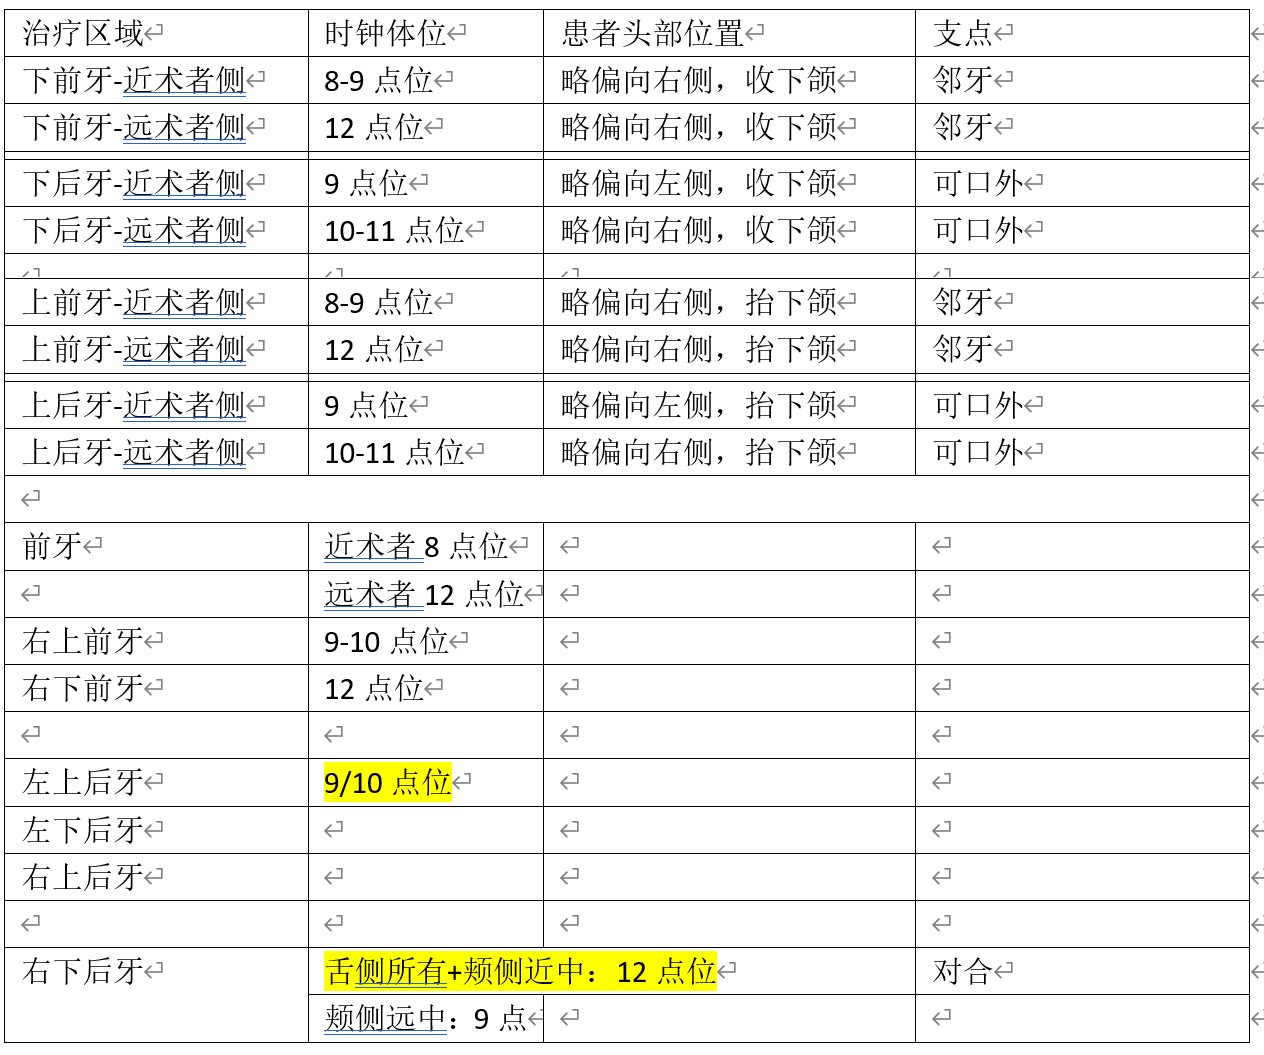 治疗区域 时钟体位 患者头部位置 支点
下前牙-近术者侧 8-9 点位 略偏向右侧，收下颌 邻牙
下前牙-远术者侧 12 点位 略偏向右侧，收下颌 邻牙
下后牙-近术者侧 9 点位 略偏向左侧，收下颌 可口外
下后牙-远术者侧 10-11 点位 略偏向右侧，收下颌 可口外
上前牙-近术者侧 8-9 点位 略偏向右侧，抬下颌 邻牙
上前牙-远术者侧 12 点位 略偏向右侧，抬下颌 邻牙
上后牙-近术者侧 9 点位 略偏向左侧，抬下颌 可口外
上后牙-远术者侧 10-11 点位 略偏向右侧，抬下颌 可口外
前牙 近术者 8 点位
远术者 12 点位
右上前牙 9-10 点位
右下前牙 12 点位
左上后牙 9/10 点位
左下后牙
右上后牙
右下后牙 舌侧所有+颊侧近中：12 点位 对合
颊侧远中：9 点